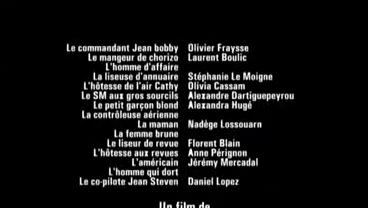 Le commandant Jean bobby Olivier Fraysse
Le mangeur de chorizo Laurent Boulic
L'homme d'affaire
La liseuse d'annuaire Stéphanie Le Moigne
L'hôtesse de l'air Cathy Olivia Cassam
Le SM aux gros sourcils Alexandre Dartiguepeyrou
Le petit garçon blond Alexandra Hugé
La contrôleuse aérienne
La maman Nadège Lossouarn
La femme brune
Le liseur de revue Florent Blain
L'hôtesse aux revues Anne Pérignon
L'américain Jérémy Mercadal
L'homme qui dort
Le co-pilote Jean Steven Daniel Lopez
Un film de